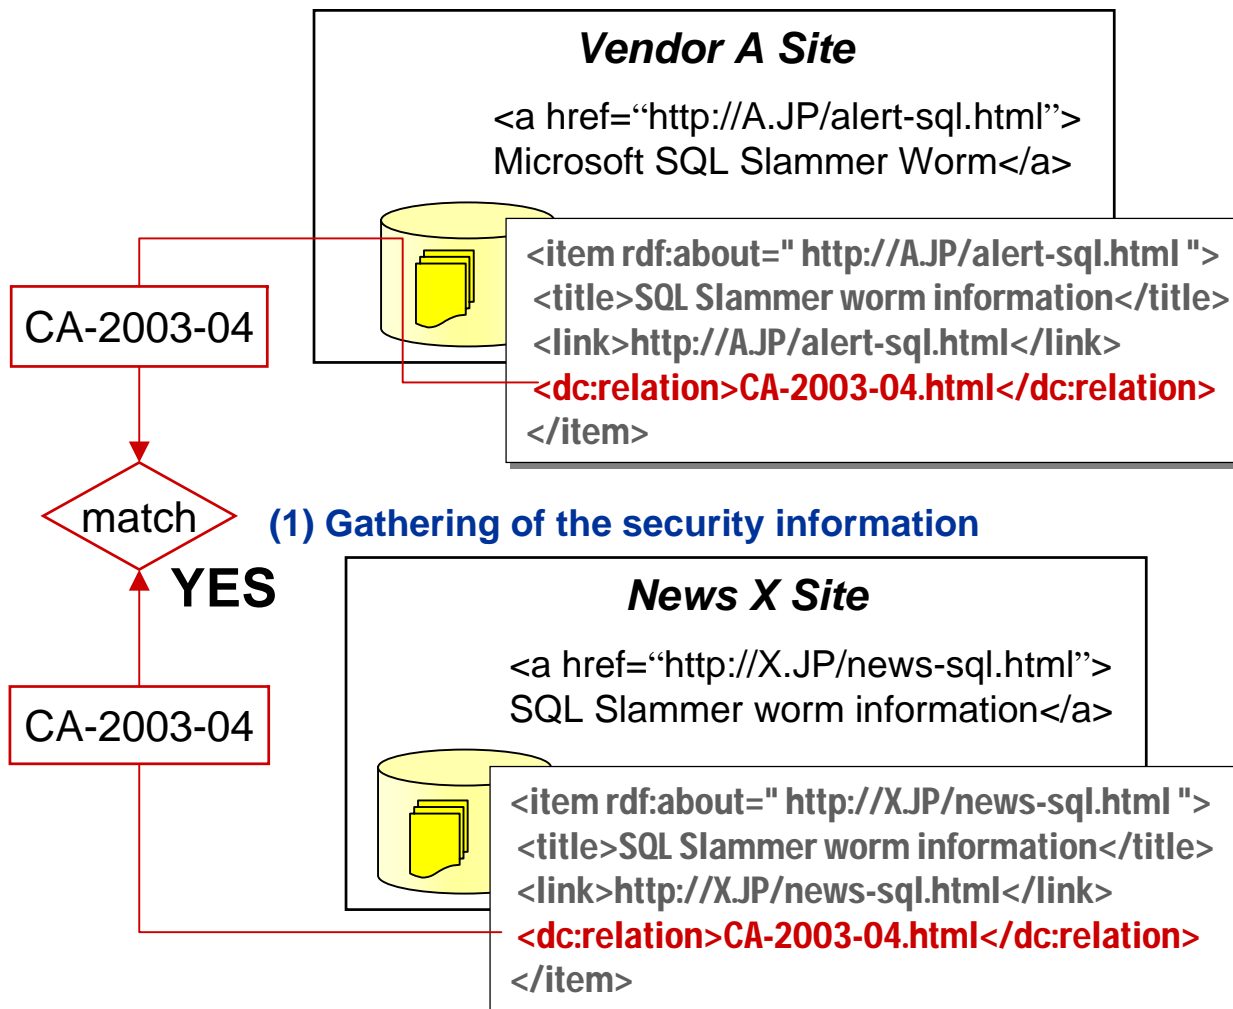 Vendor A Site
<a href=“http://A.JP/alert-sql.html”>
Microsoft SQL Slammer Worm</a>
<item rdf:about=" http://A.JP/alert-sql.html ">
<title>SQL Slammer worm information</title>
<link>http://A.JP/alert-sql.html</link>
<dc:relation>CA-2003-04.html</dc:relation>
</item>
CA-2003-04
match
YES
(1) Gathering of the security information
News X Site
<a href=“http://X.JP/news-sql.html”>
SQL Slammer worm information</a>
CA-2003-04
<item rdf:about=" http://X.JP/news-sql.html ">
<title>SQL Slammer worm information</title>
<link>http://X.JP/news-sql.html</link>
<dc:relation>CA-2003-04.html</dc:relation>
</item>